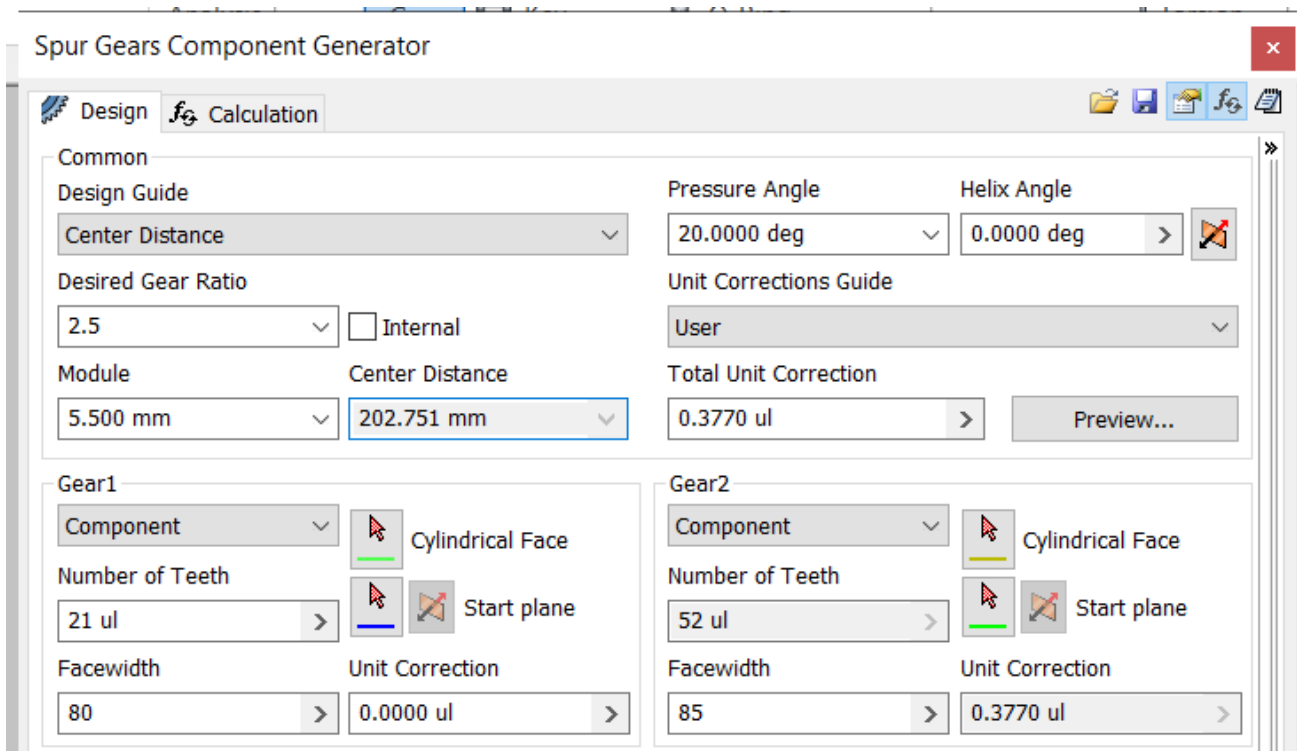 Spur Gears Component Generator
Design
Calculation
Common
Design Guide
Pressure Angle
Helix Angle
Center Distance
20.0000 deg
0.0000 deg
Desired Gear Ratio
Unit Corrections Guide
2.5
Internal
User
Module
Center Distance
Total Unit Correction
5.500 mm
202.751 mm
0.3770 ul
Preview...
Gear1
Gear2
Component
Cylindrical Face
Component
Cylindrical Face
Number of Teeth
Number of Teeth
21 ul
Start plane
52 ul
Start plane
Facewidth
Unit Correction
Facewidth
Unit Correction
80
0.0000 ul
85
0.3770 ul